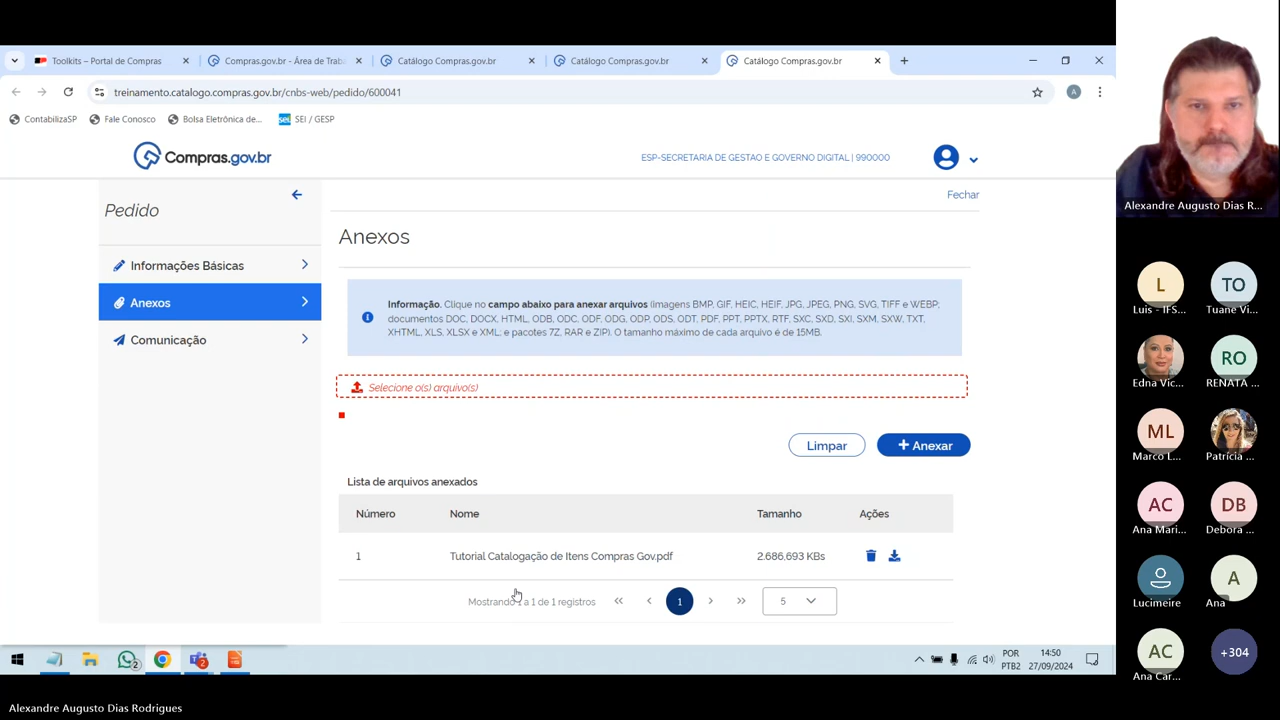 Toolkits – Portal de Compras
Compras.gov.br - Área de Trab
Catálogo Compras.gov.br
Catálogo Compras.gov.br
Catálogo Compras.gov.br
treinamento.catalogo.compras.gov.br/cnbs-web/pedido/600041
A
ContabilizaSP
Fale Conosco
Bolsa Eletrônica de...
sei.
SEI / GESP
Compras.gov.br
ESP-SECRETARIA DE GESTAO E GOVERNO DIGITAL | 990000
Pedido
Fechar
Informações Básicas
Anexos
Comunicação
Anexos
Informação. Clique no campo abaixo para anexar arquivos (imagens BMP, GIF, HEIC, HEIF, JPG, JPEG, PNG, SVG, TIFF e WEBP;
documentos DOC, DOCX, HTML, ODB, ODC, ODF, ODG, ODP, ODS, ODT, PDF, PPT, PPTX, RTF, SXC, SXD, SXI, SXM, SXW, TXT,
XHTML, XLS, XLSX e XML; e pacotes 7Z, RAR e ZIP). O tamanho máximo de cada arquivo é de 15MB.
Selecione o(s) arquivo(s)
Limpar
+ Anexar
Lista de arquivos anexados
Número Nome Tamanho Ações
1 Tutorial Catalogação de Itens Compras Gov.pdf 2.686,693 KBs
Mostrando 1 a 1 de 1 registros « ‹ 1 › » 5
2
2
POR
PTB2
14:50
27/09/2024
Alexandre Augusto Dias R...
L
Luis - IFS...
TO
Tuane Vi...
Edna Vic...
RO
RENATA ...
ML
Marco L...
Patrícia ...
AC
Ana Mari...
DB
Debora ...
Lucimeire
A
Ana
AC
Ana Car...
+304
Alexandre Augusto Dias Rodrigues